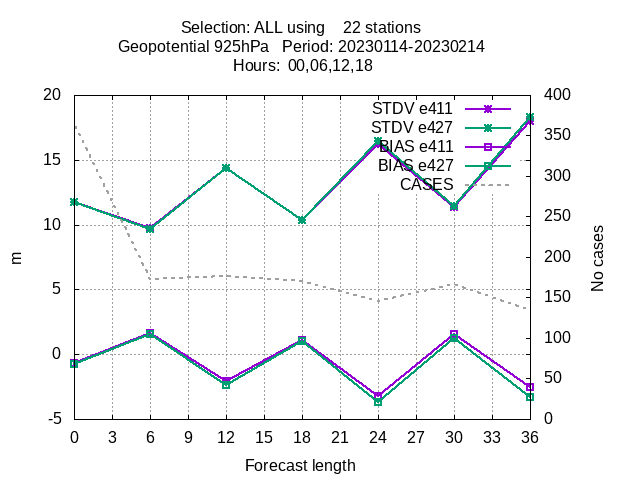 Selection: ALL using 22 stations
Geopotential 925hPa Period: 20230114-20230214
Hours: 00,06,12,18
STDV e411
STDV e427
BIAS e411
BIAS e427
CASES
20
15
10
5
0
-5
m
400
350
300
250
200
150
100
50
0
No cases
0 3 6 9 12 15 18 21 24 27 30 33 36
Forecast length